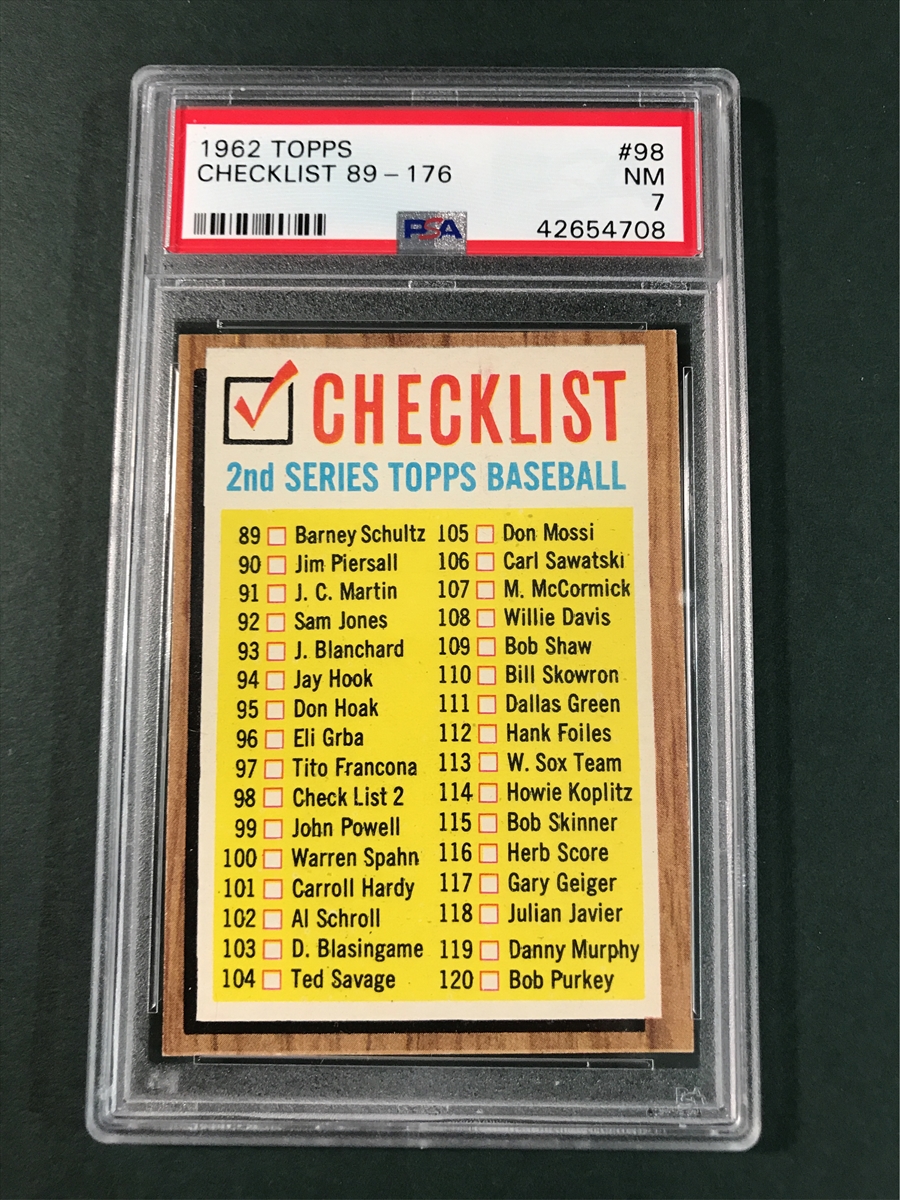 1962 TOPPS #98
CHECKLIST 89-176 NM
7
PSA 42654708
CHECKLIST
2nd SERIES TOPPS BASEBALL
89 Barney Schultz 105 Don Mossi
90 Jim Piersall 106 Carl Sawatski
91 J. C. Martin 107 M. McCormick
92 Sam Jones 108 Willie Davis
93 J. Blanchard 109 Bob Shaw
94 Jay Hook 110 Bill Skowron
95 Don Hoak 111 Dallas Green
96 Eli Grba 112 Hank Foiles
97 Tito Francona 113 W. Sox Team
98 Check List 2 114 Howie Koplitz
99 John Powell 115 Bob Skinner
100 Warren Spahn 116 Herb Score
101 Carroll Hardy 117 Gary Geiger
102 Al Schroll 118 Julian Javier
103 D. Blasingame 119 Danny Murphy
104 Ted Savage 120 Bob Purkey